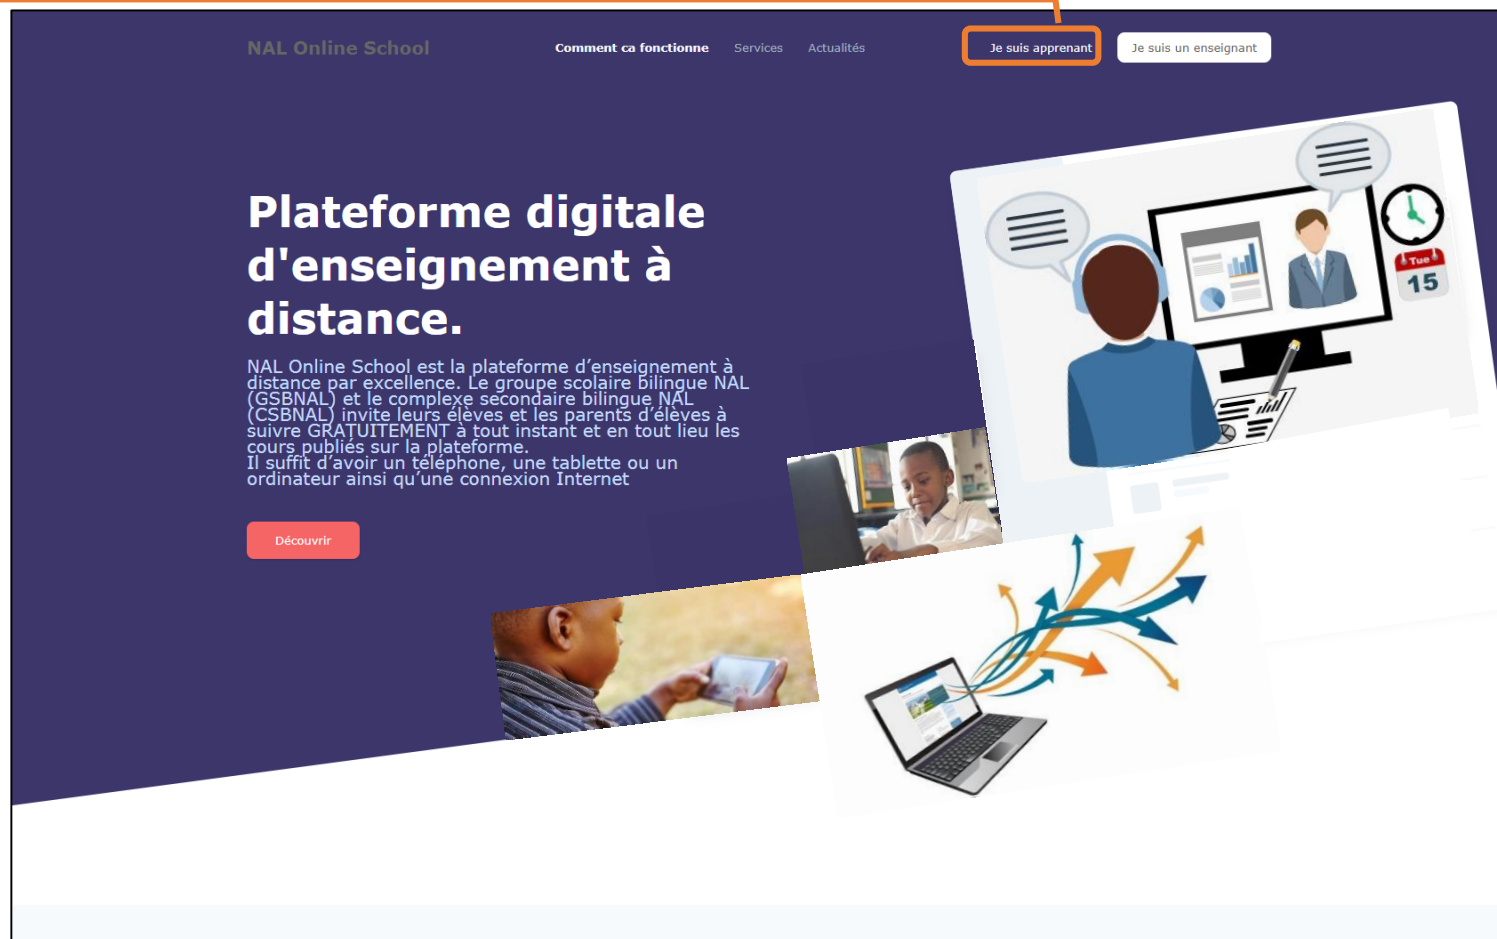 NAL Online School
Comment ca fonctionne
Services
Actualités
Je suis apprenant
Je suis un enseignant
Plateforme digitale
d'enseignement à
distance.
NAL Online School est la plateforme d’enseignement à
distance par excellence. Le groupe scolaire bilingue NAL
(GSBNAL) et le complexe secondaire bilingue NAL
(CSBNAL) invite leurs élèves et les parents d’élèves à
suivre GRATUITEMENT à tout instant et en tout lieu les
cours publiés sur la plateforme.
Il suffit d’avoir un téléphone, une tablette ou un
ordinateur ainsi qu’une connexion Internet
Découvrir
Tue
15